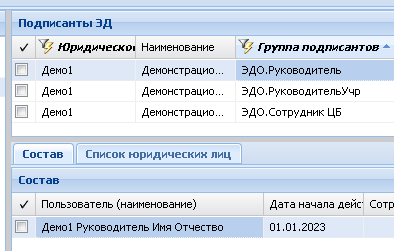 Подписанты ЭД
✓ Юридическо Наименование Группа подписантов
Демо1 Демонстрацио... ЭДО.Руководитель
Демо1 Демонстрацио... ЭДО.РуководительУчр
Демо1 Демонстрацио... ЭДО.Сотрудник ЦБ
Состав Список юридических лиц
Состав
✓ Пользователь (наименование) Дата начала дейс Сотр
Демо1 Руководитель Имя Отчество 01.01.2023